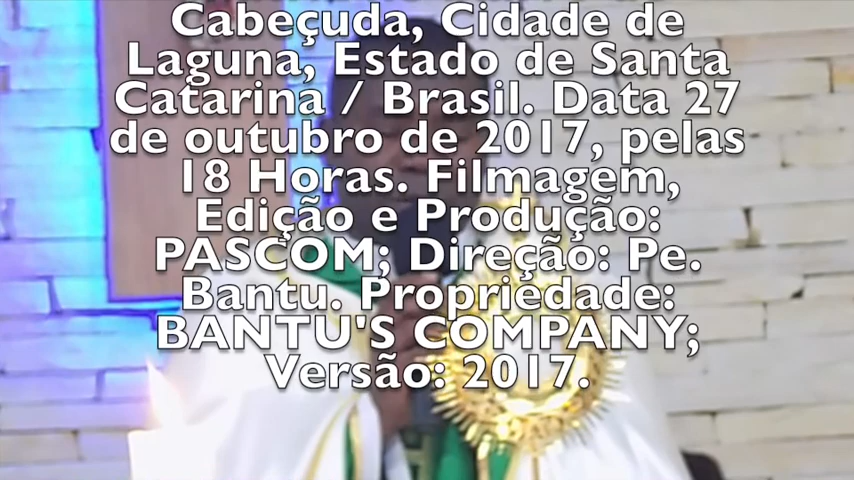 Cabeçuda, Cidade de
Laguna, Estado de Santa
Catarina / Brasil. Data 27
de outubro de 2017, pelas
18 Horas. Filmagem,
Edição e Produção:
PASCOM; Direção: Pe.
Bantu. Propriedade:
BANTU'S COMPANY;
Versão: 2017.